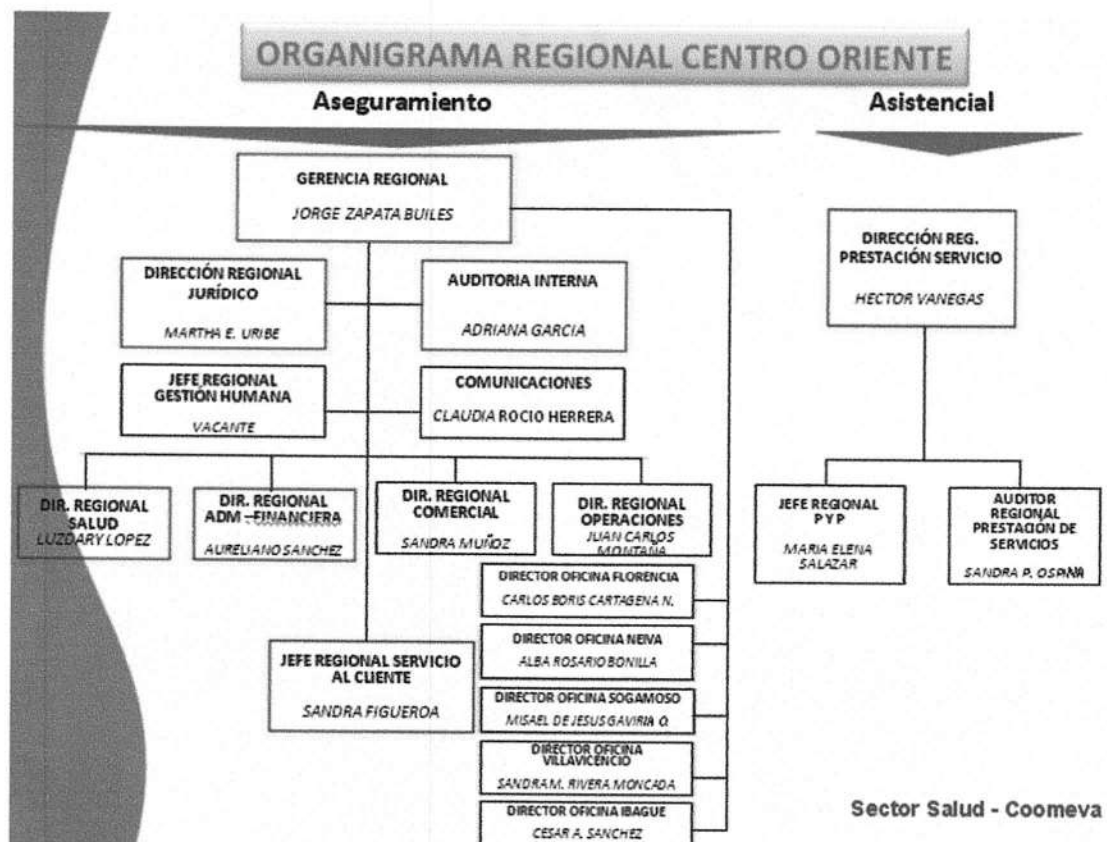 ORGANIGRAMA REGIONAL CENTRO ORIENTE
Aseguramiento
Asistencial
GERENCIA REGIONAL
JORGE ZAPATA BUILES
DIRECCIÓN REGIONAL
JURÍDICO
MARTHA E. URIBE
AUDITORIA INTERNA
ADRIANA GARCIA
JEFE REGIONAL
GESTIÓN HUMANA
VACANTE
COMUNICACIONES
CLAUDIA ROCIO HERRERA
DIR. REGIONAL
SALUD
LUZDARY LOPEZ
DIR. REGIONAL
ADM –FINANCIERA
AURELIANO SANCHEZ
DIR. REGIONAL
COMERCIAL
SANDRA MUÑOZ
DIR. REGIONAL
OPERACIONES
JUAN CARLOS
MONTAÑA
JEFE REGIONAL SERVICIO
AL CLIENTE
SANDRA FIGUEROA
DIRECTOR OFICINA FLORENCIA
CARLOS BORIS CARTAGENA N.
DIRECTOR OFICINA NEIVA
ALBA ROSARIO BONILLA
DIRECTOR OFICINA SOGAMOSO
MISAEL DE JESUS GAVIRIA O.
DIRECTOR OFICINA
VILLAVICENCIO
SANDRA M. RIVERA MONCADA
DIRECTOR OFICINA IBAGUE
CESAR A. SANCHEZ
DIRECCIÓN REG.
PRESTACIÓN SERVICIO
HECTOR VANEGAS
JEFE REGIONAL
PYP
MARIA ELENA
SALAZAR
AUDITOR
REGIONAL
PRESTACIÓN DE
SERVICIOS
SANDRA P. OSPINA
Sector Salud - Coomeva